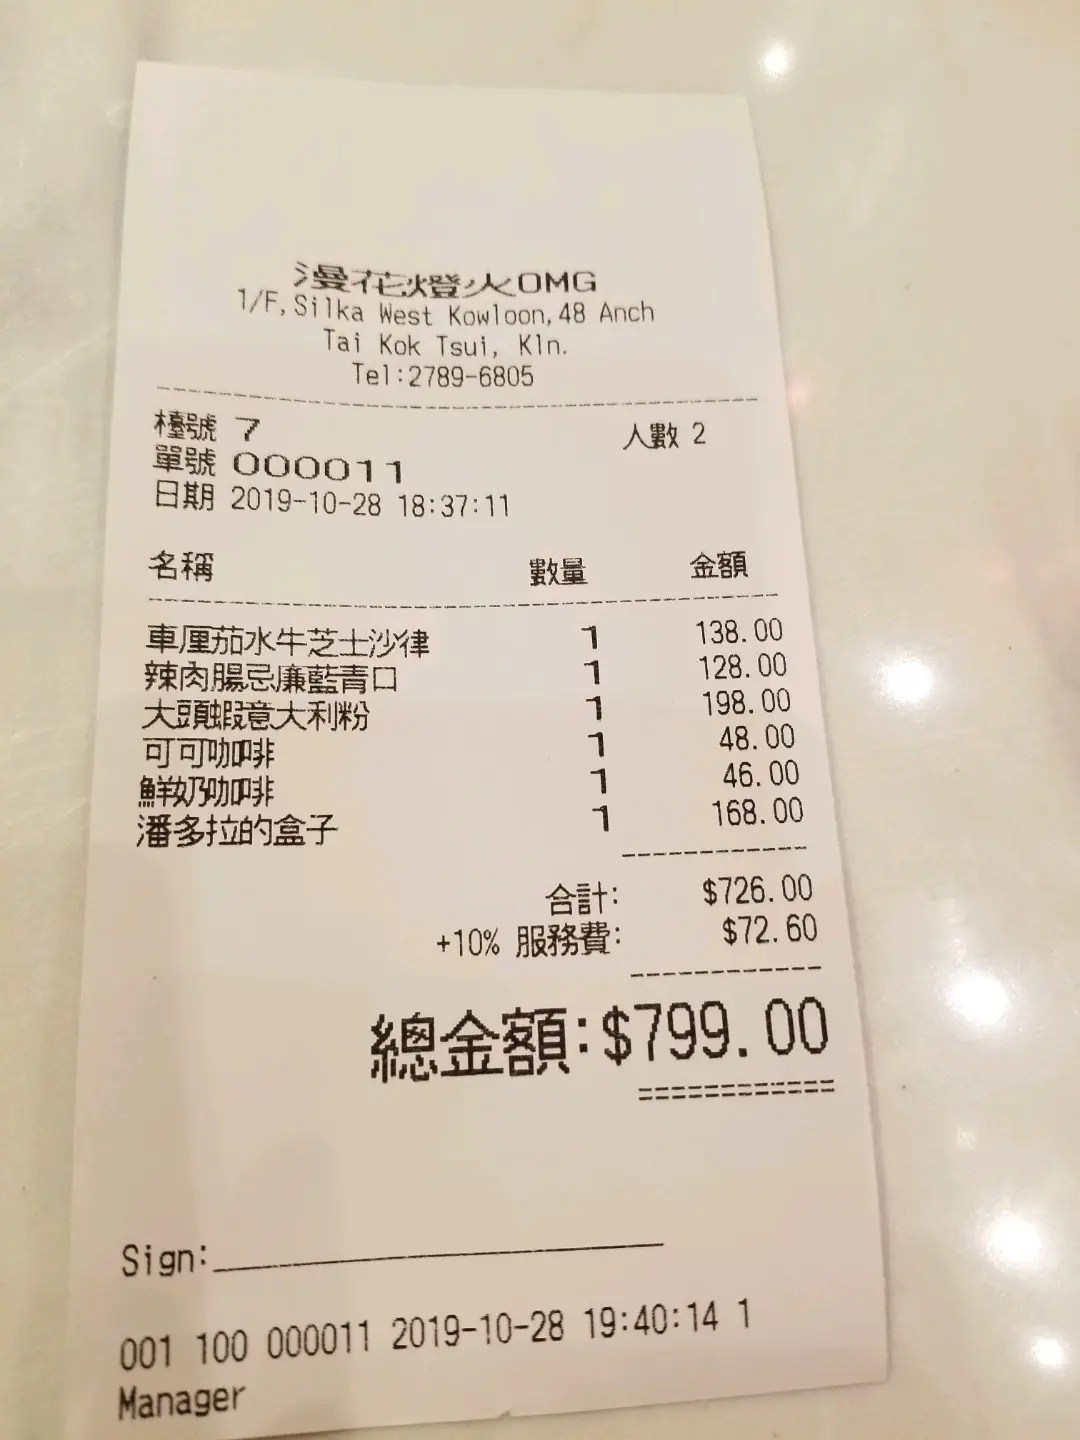 漫花燈火OMG
1/F,Silka West Kowloon,48 Anch
Tai Kok Tsui, Kln.
Tel:2789-6805
檯號 7 人數 2
單號 000011
日期 2019-10-28 18:37:11
名稱 數量 金額
車厘茄水牛芝士沙律 1 138.00
辣肉腸忌廉藍青口 1 128.00
大頭蝦意大利粉 1 198.00
可可咖啡 1 48.00
鮮奶咖啡 1 46.00
潘多拉的盒子 1 168.00
合計: $726.00
+10% 服務費: $72.60
總金額:$799.00
Sign:
001 100 000011 2019-10-28 19:40:14 1
Manager